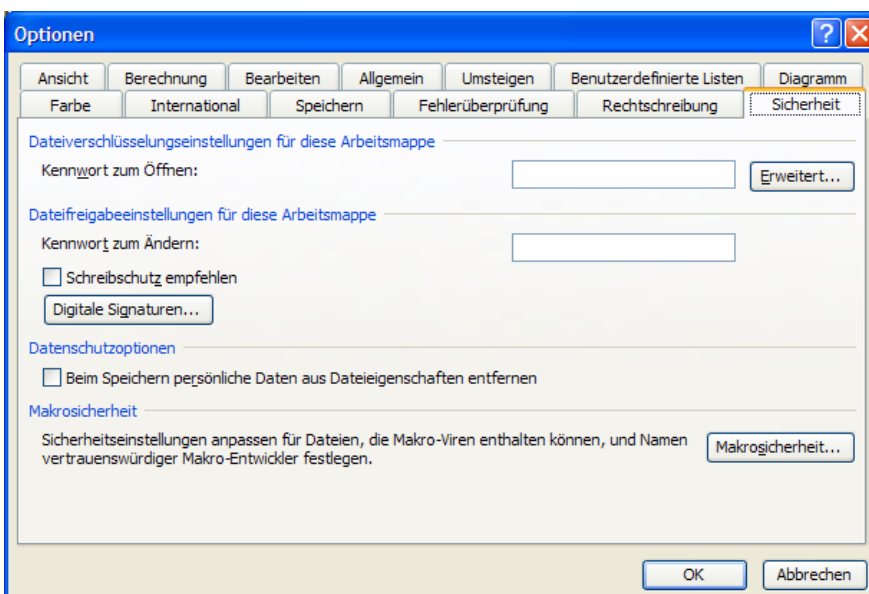 Optionen
Ansicht Berechnung Bearbeiten Allgemein Umsteigen Benutzerdefinierte Listen Diagramm
Farbe International Speichern Fehlerüberprüfung Rechtschreibung Sicherheit
Dateiverschlüsselungseinstellungen für diese Arbeitsmappe
Kennwort zum Öffnen: Erweitert...
Dateifreigabeeinstellungen für diese Arbeitsmappe
Kennwort zum Ändern:
Schreibschutz empfehlen
Digitale Signaturen...
Datenschutzoptionen
Beim Speichern persönliche Daten aus Dateieigenschaften entfernen
Makrosicherheit
Sicherheitseinstellungen anpassen für Dateien, die Makro-Viren enthalten können, und Namen Makrosicherheit...
vertrauenswürdiger Makro-Entwickler festlegen.
OK Abbrechen